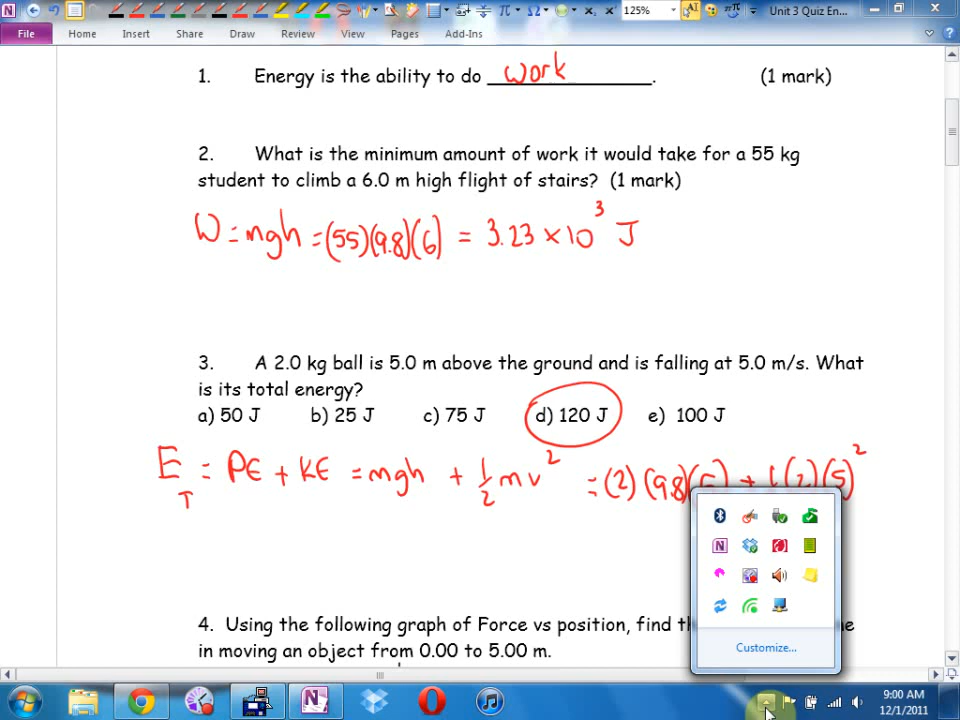 125%
Unit 3 Quiz En...
File Home Insert Share Draw Review View Pages Add-Ins
1. Energy is the ability to do work. (1 mark)
2. What is the minimum amount of work it would take for a 55 kg
student to climb a 6.0 m high flight of stairs? (1 mark)
W = mgh = (55)(9.8)(6) = 3.23 × 10³ J
3. A 2.0 kg ball is 5.0 m above the ground and is falling at 5.0 m/s. What
is its total energy?
a) 50 J b) 25 J c) 75 J d) 120 J e) 100 J
E_T = PE + KE = mgh + ½mv² = (2)(9.8)(5) + ½(2)(5)²
4. Using the following graph of Force vs position, find th
ne
in moving an object from 0.00 to 5.00 m.
Customize...
9:00 AM
12/1/2011